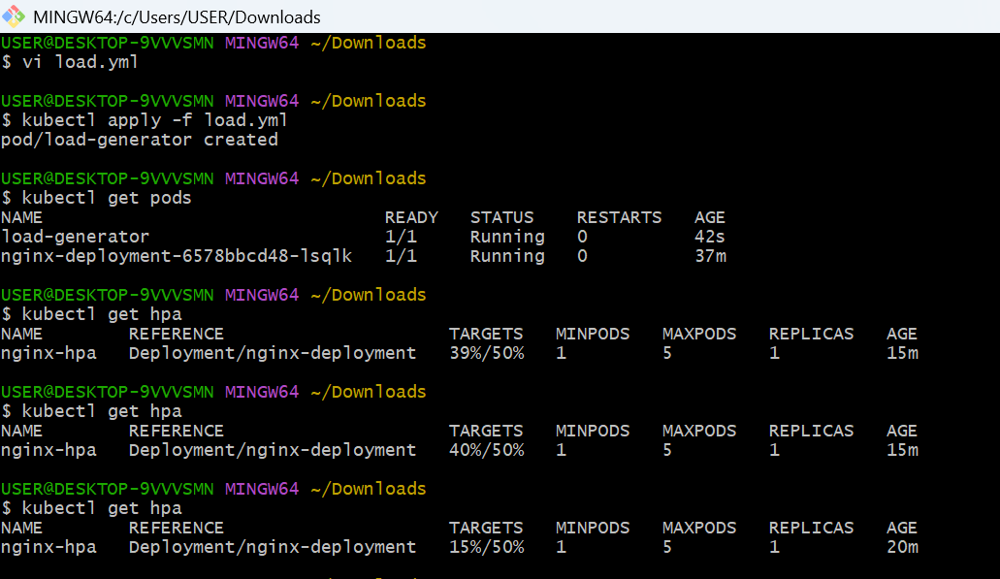 MINGW64:/c/Users/USER/Downloads
USER@DESKTOP-9VVVSMN MINGW64 ~/Downloads
$ vi load.yml
USER@DESKTOP-9VVVSMN MINGW64 ~/Downloads
$ kubectl apply -f load.yml
pod/load-generator created
USER@DESKTOP-9VVVSMN MINGW64 ~/Downloads
$ kubectl get pods
NAME READY STATUS RESTARTS AGE
load-generator 1/1 Running 0 42s
nginx-deployment-6578bbcd48-lsqlk 1/1 Running 0 37m
USER@DESKTOP-9VVVSMN MINGW64 ~/Downloads
$ kubectl get hpa
NAME REFERENCE TARGETS MINPODS MAXPODS REPLICAS AGE
nginx-hpa Deployment/nginx-deployment 39%/50% 1 5 1 15m
USER@DESKTOP-9VVVSMN MINGW64 ~/Downloads
$ kubectl get hpa
NAME REFERENCE TARGETS MINPODS MAXPODS REPLICAS AGE
nginx-hpa Deployment/nginx-deployment 40%/50% 1 5 1 15m
USER@DESKTOP-9VVVSMN MINGW64 ~/Downloads
$ kubectl get hpa
NAME REFERENCE TARGETS MINPODS MAXPODS REPLICAS AGE
nginx-hpa Deployment/nginx-deployment 15%/50% 1 5 1 20m